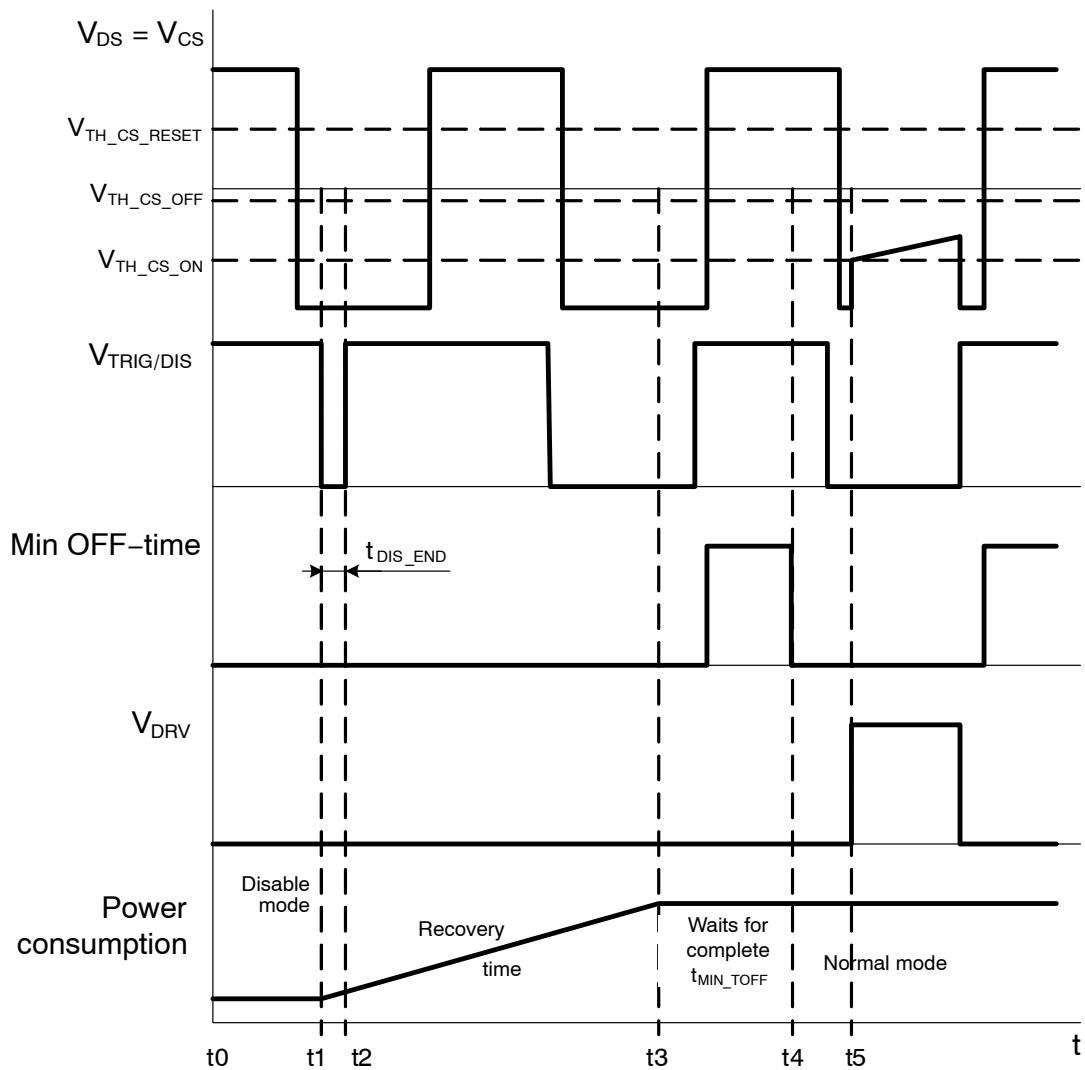 V_DS = V_CS
V_TH_CS_RESET
V_TH_CS_OFF
V_TH_CS_ON
V_TRIG/DIS
Min OFF−time
t_DIS_END
V_DRV
Power
consumption
Disable
mode
Recovery
time
Waits for
complete
t_MIN_TOFF
Normal mode
t0 t1 t2 t3 t4 t5 t